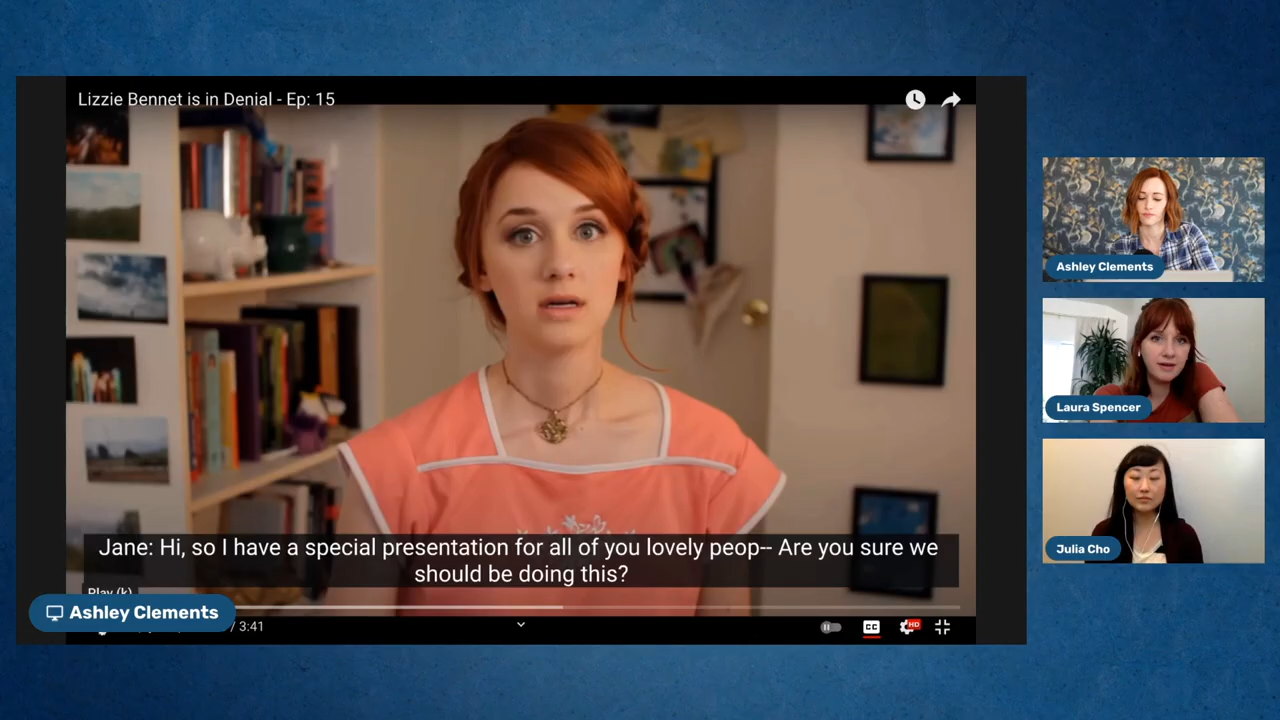 Lizzie Bennet is in Denial - Ep: 15
Ashley Clements
Laura Spencer
Julia Cho
Jane: Hi, so I have a special presentation for all of you lovely peop-- Are you sure we
should be doing this?
Play (k)
Ashley Clements
/ 3:41
CC
HD